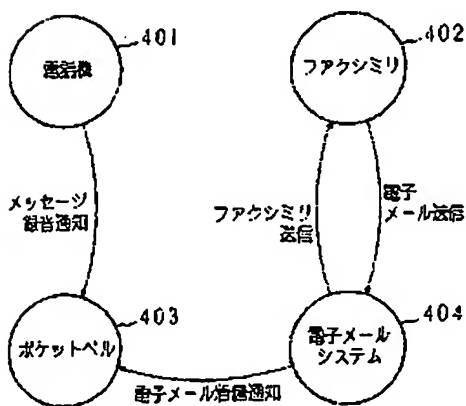 401
電話機
402
ファクシミリ
メッセージ
録音通知
ファクシミリ
送信
電子
メール送信
403
ポケットベル
404
電子メール
システム
電子メール着信通知